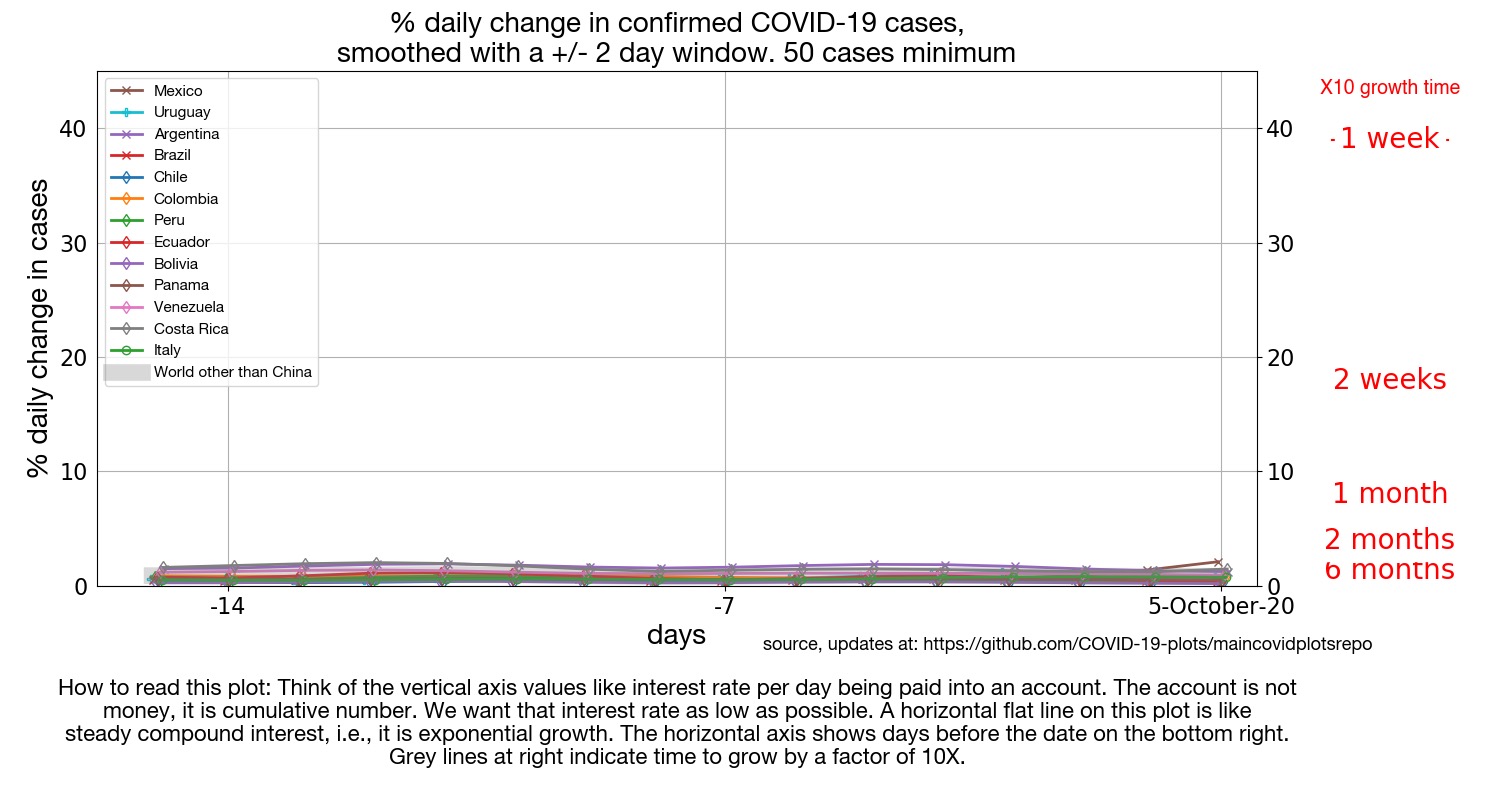 % daily change in confirmed COVID-19 cases,
smoothed with a +/- 2 day window. 50 cases minimum
Mexico
Uruguay
Argentina
Brazil
Chile
Colombia
Peru
Ecuador
Bolivia
Panama
Venezuela
Costa Rica
Italy
World other than China
% daily change in cases
40
30
20
10
0
40
30
20
10
0
X10 growth time
- 1 week -
2 weeks
1 month
2 months
6 months
-14
-7
5-October-20
days
source, updates at: https://github.com/COVID-19-plots/maincovidplotsrepo
How to read this plot: Think of the vertical axis values like interest rate per day being paid into an account. The account is not
money, it is cumulative number. We want that interest rate as low as possible. A horizontal flat line on this plot is like
steady compound interest, i.e., it is exponential growth. The horizontal axis shows days before the date on the bottom right.
Grey lines at right indicate time to grow by a factor of 10X.